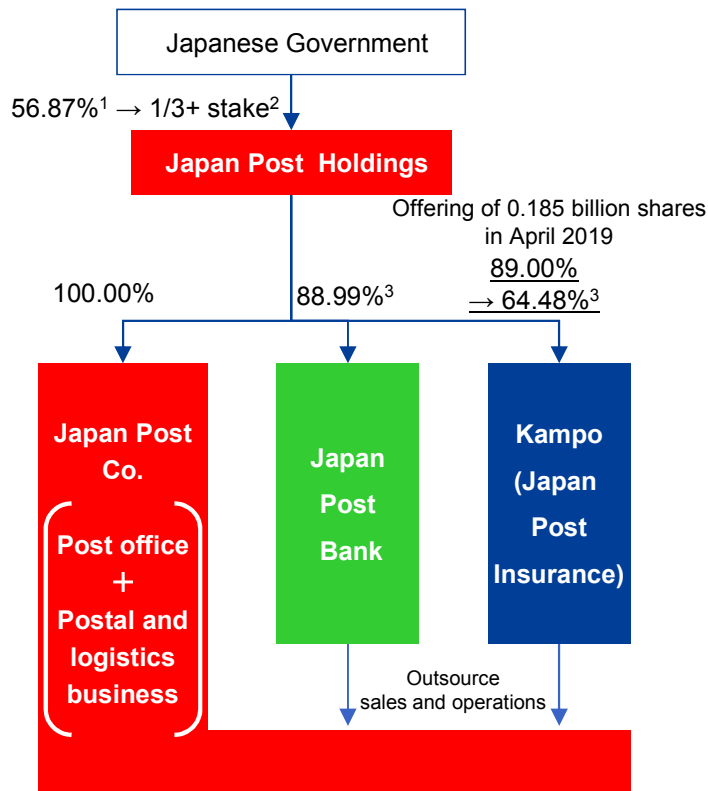 Japanese Government
56.87%¹ → 1/3+ stake²
Japan Post Holdings
Offering of 0.185 billion shares
in April 2019
89.00%
→ 64.48%³
100.00%
88.99%³
Japan Post
Co.
Post office
+
Postal and
logistics
business
Japan
Post
Bank
Kampo
(Japan
Post
Insurance)
Outsource
sales and operations